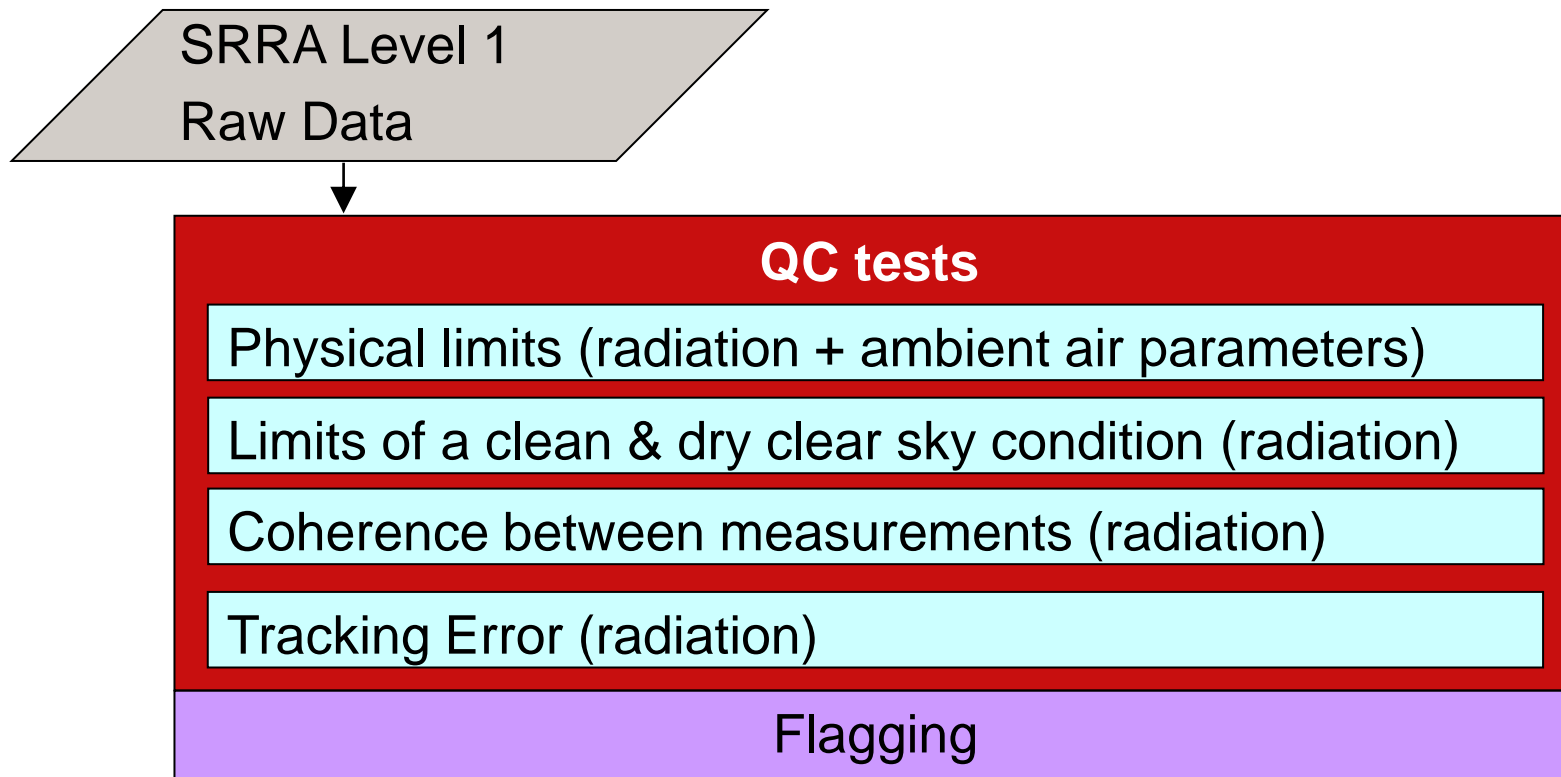 SRRA Level 1
Raw Data
QC tests
Physical limits (radiation + ambient air parameters)
Limits of a clean & dry clear sky condition (radiation)
Coherence between measurements (radiation)
Tracking Error (radiation)
Flagging